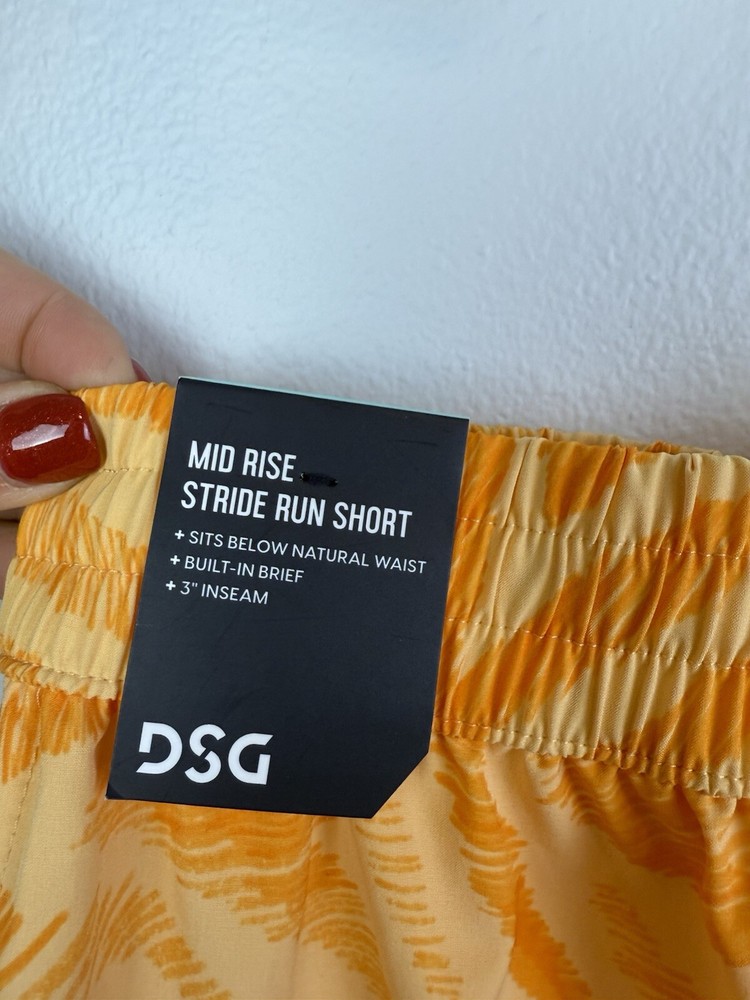 MID RISE
STRIDE RUN SHORT
+ SITS BELOW NATURAL WAIST
+ BUILT-IN BRIEF
+ 3" INSEAM
DSG